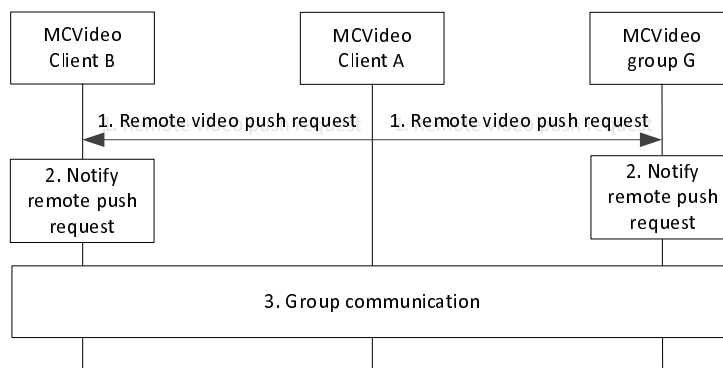 MCVideo
Client B
MCVideo
Client A
MCVideo
group G
1. Remote video push request
1. Remote video push request
2. Notify
remote push
request
2. Notify
remote push
request
3. Group communication